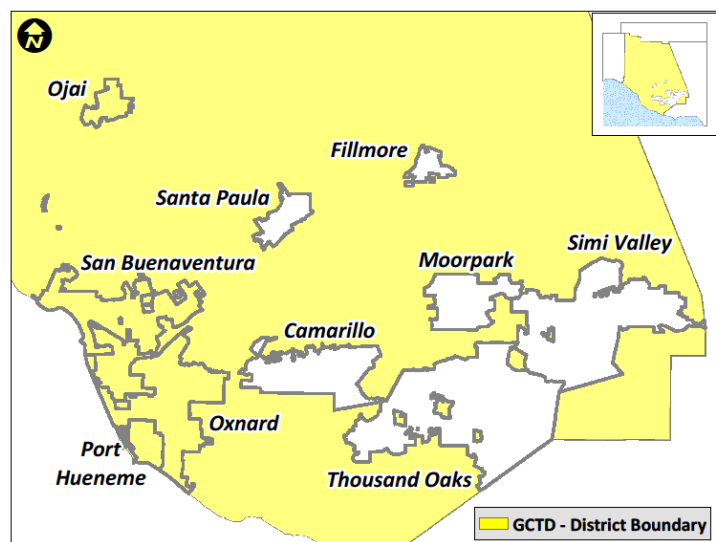 N
Ojai
Fillmore
Santa Paula
San Buenaventura
Moorpark
Simi Valley
Camarillo
Oxnard
Port
Hueneme
Thousand Oaks
GCTD - District Boundary